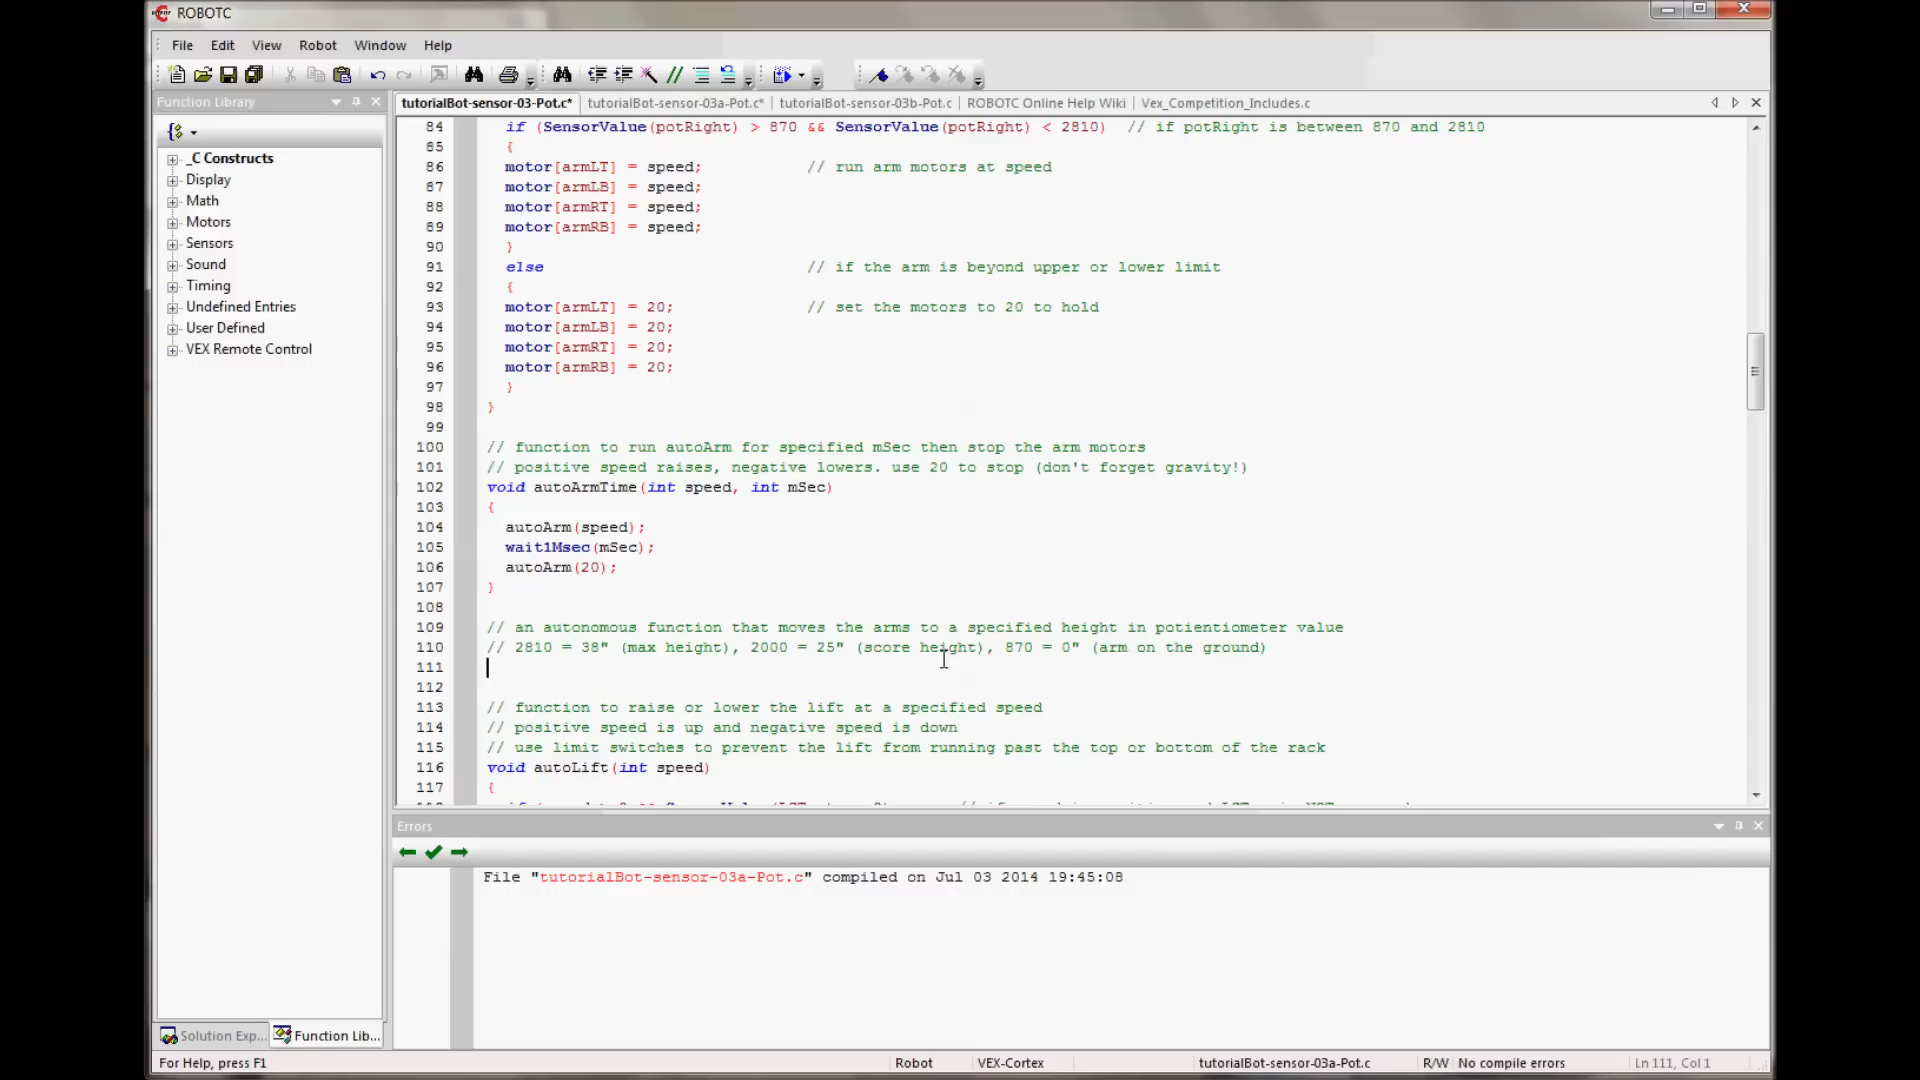 ROBOTC
File Edit View Robot Window Help
Function Library
tutorialBot-sensor-03-Pot.c* tutorialBot-sensor-03a-Pot.c* tutorialBot-sensor-03b-Pot.c ROBOTC Online Help Wiki Vex_Competition_Includes.c
_C Constructs
Display
Math
Motors
Sensors
Sound
Timing
Undefined Entries
User Defined
VEX Remote Control
84 if (SensorValue(potRight) > 870 && SensorValue(potRight) < 2810) // if potRight is between 870 and 2810
85 {
86 motor[armLT] = speed; // run arm motors at speed
87 motor[armLB] = speed;
88 motor[armRT] = speed;
89 motor[armRB] = speed;
90 }
91 else // if the arm is beyond upper or lower limit
92 {
93 motor[armLT] = 20; // set the motors to 20 to hold
94 motor[armLB] = 20;
95 motor[armRT] = 20;
96 motor[armRB] = 20;
97 }
98 }
99
100 // function to run autoArm for specified mSec then stop the arm motors
101 // positive speed raises, negative lowers. use 20 to stop (don't forget gravity!)
102 void autoArmTime(int speed, int mSec)
103 {
104 autoArm(speed);
105 wait1Msec(mSec);
106 autoArm(20);
107 }
108
109 // an autonomous function that moves the arms to a specified height in potientiometer value
110 // 2810 = 38" (max height), 2000 = 25" (score height), 870 = 0" (arm on the ground)
111
112
113 // function to raise or lower the lift at a specified speed
114 // positive speed is up and negative speed is down
115 // use limit switches to prevent the lift from running past the top or bottom of the rack
116 void autoLift(int speed)
117 {
Errors
File "tutorialBot-sensor-03a-Pot.c" compiled on Jul 03 2014 19:45:08
Solution Exp... Function Lib...
For Help, press F1 Robot VEX-Cortex tutorialBot-sensor-03a-Pot.c R/W No compile errors Ln 111, Col 1